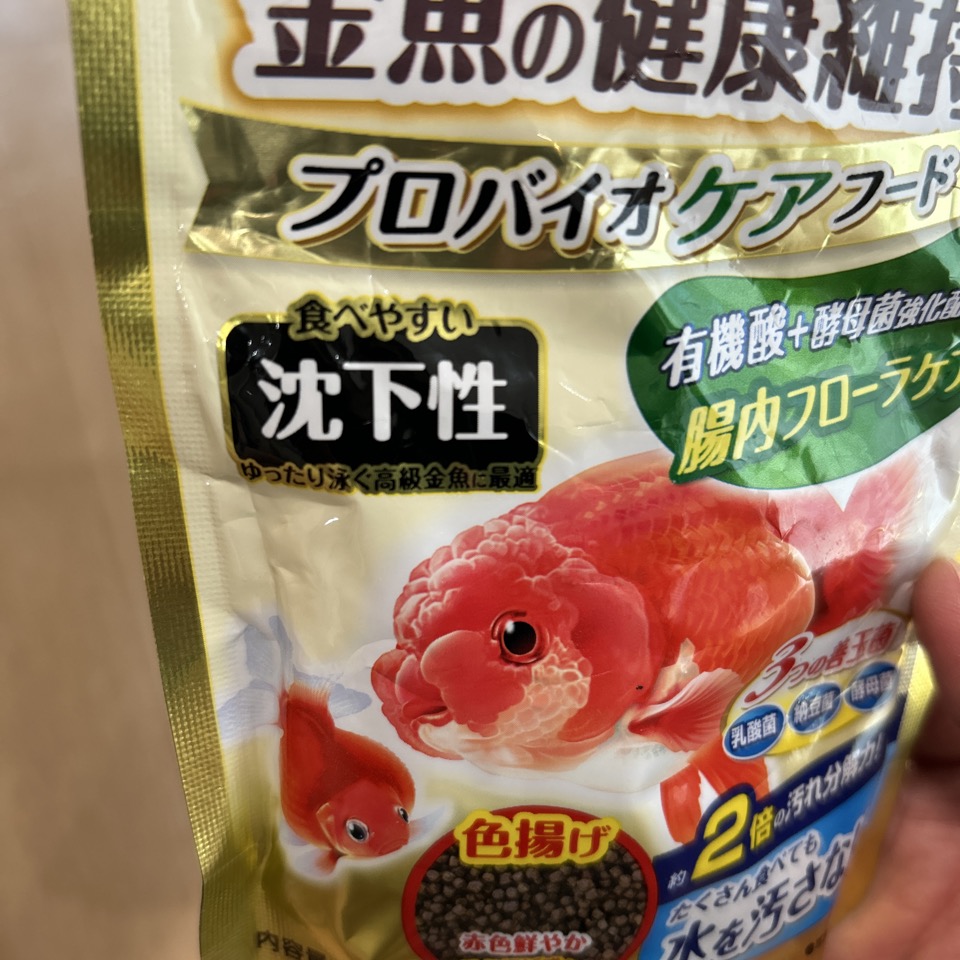 金魚の健康維持
プロバイオケアフード
食べやすい
沈下性
ゆったり泳ぐ高級金魚に最適
有機酸+酵母菌強化配
腸内フローラケア
3つの善玉菌
乳酸菌
納豆菌
酵母菌
約2倍の汚れ分解力!
たくさん食べても
水を汚さな
色揚げ
赤色鮮やか
内容量